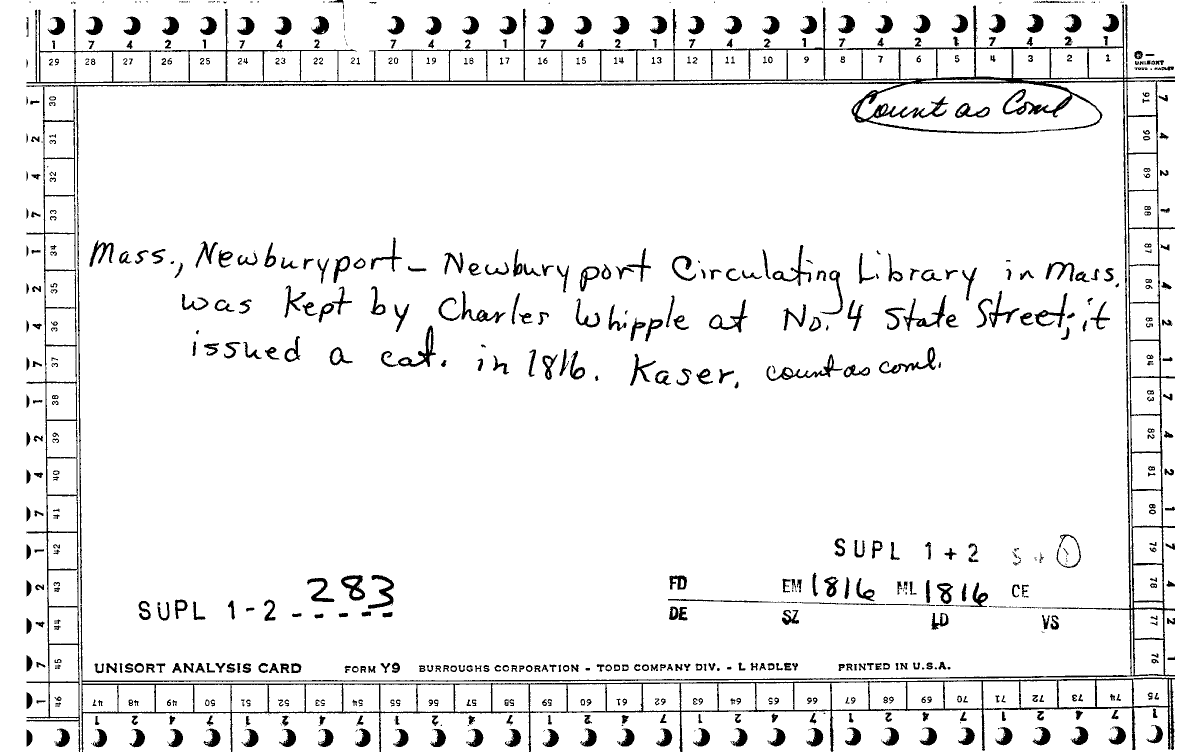 7 4 2 1 7 4 2 7 4 2 1 7 4 2 1 7 4 2 1 7 4 2 1 7 4 2 1
29 28 27 26 25 24 23 22 21 20 19 18 17 16 15 14 13 12 11 10 9 8 7 6 5 4 3 2 1
UNISORT
TODD - HADLEY
Count as Coml
Mass., Newburyport - Newburyport Circulating Library in Mass.
was kept by Charles Whipple at No. 4 State Street; it
issued a cat. in 1816. Kaser. count as coml.
30 31 32 33 34 35 36 37 38 39 40 41 42 43 44 45 46
91 90 89 88 87 86 85 84 83 82 81 80 79 78 77 76
SUPL 1+2
SUPL 1-2 283
FD EM 1816 ML 1816 CE
DE SZ LD VS
UNISORT ANALYSIS CARD FORM Y9 BURROUGHS CORPORATION - TODD COMPANY DIV. - L HADLEY PRINTED IN U.S.A.
47 48 49 50 51 52 53 54 55 56 57 58 59 60 61 62 63 64 65 66 67 68 69 70 71 72 73 74 75